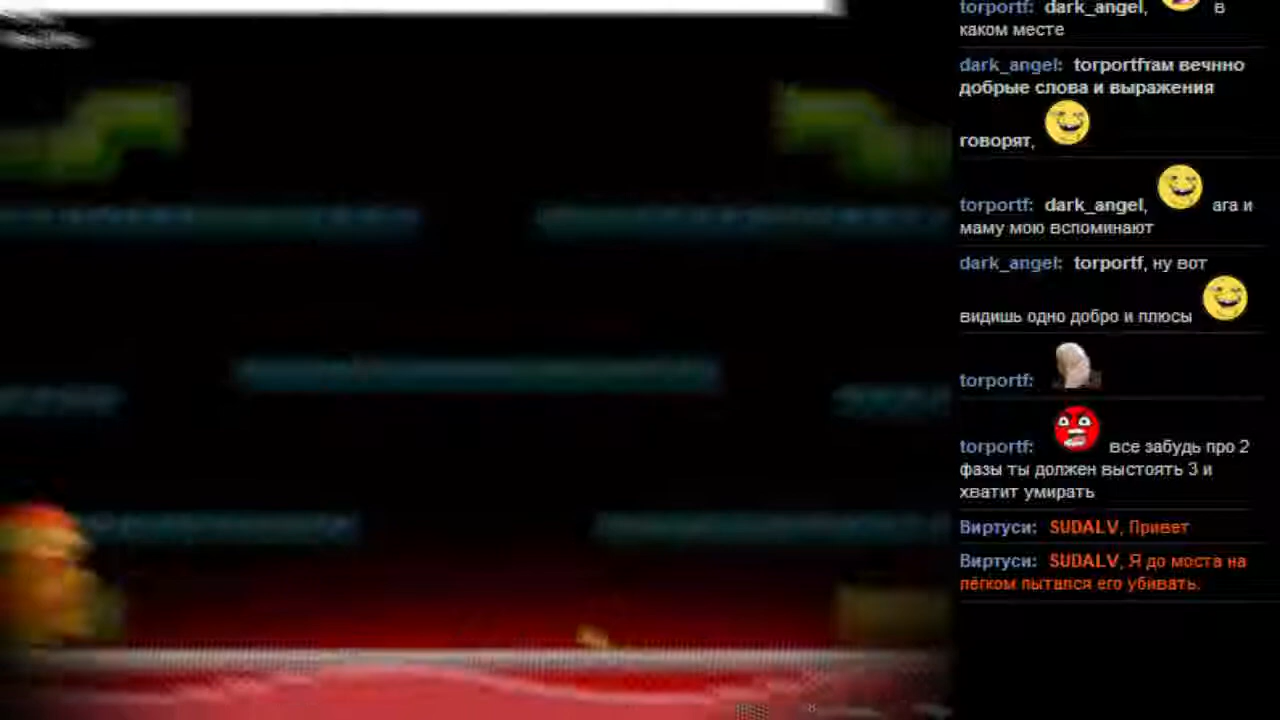 torportf: dark_angel, в
каком месте
dark_angel: torportfтам вечнно
добрые слова и выражения
говорят,
torportf: dark_angel, ага и
маму мою вспоминают
dark_angel: torportf, ну вот
видишь одно добро и плюсы
torportf:
torportf: все забудь про 2
фазы ты должен выстоять 3 и
хватит умирать
Виртуси: SUDALV, Привет
Виртуси: SUDALV, Я до моста на
лёгком пытался его убивать.